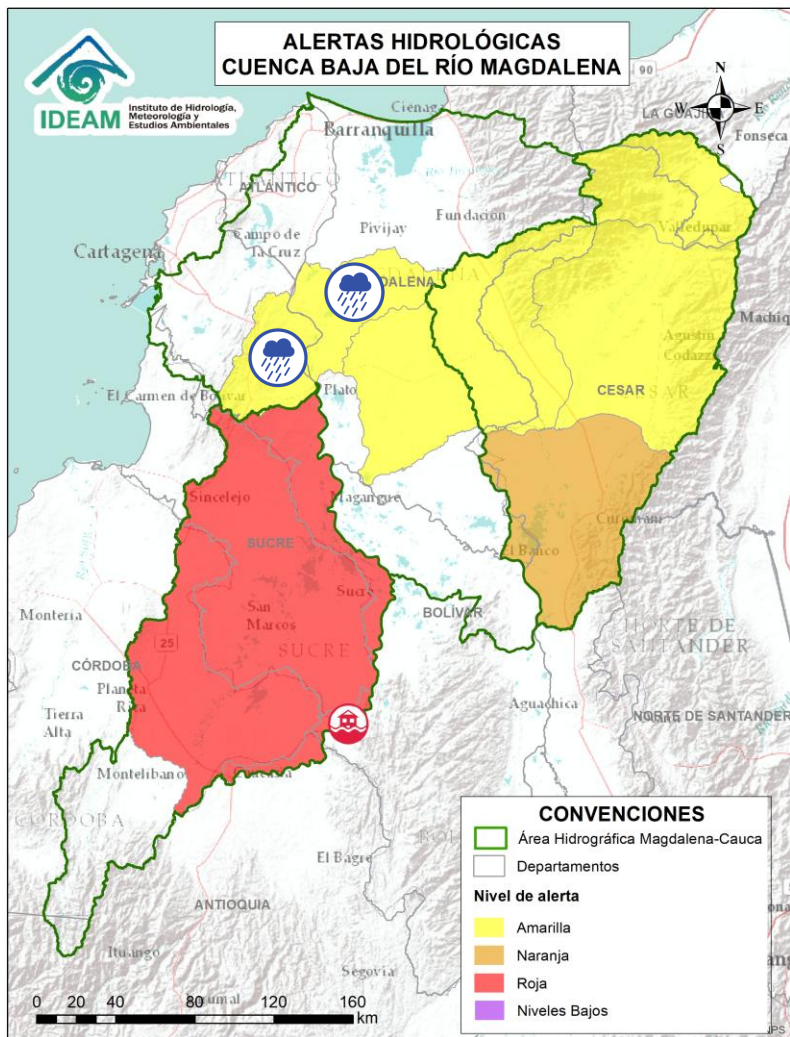 ALERTAS HIDROLÓGICAS
CUENCA BAJA DEL RÍO MAGDALENA
IDEAM
Instituto de Hidrología,
Meteorología y
Estudios Ambientales
N
W E
S
90
Ciénaga
LA GUAJIRA
Barranquilla
Fonseca
ATLÁNTICO
Pivijay
Fundación
Valledupar
Campo de
la Cruz
Cartagena
Machiq
Agustín
Codazzi
CESAR
El Carmen de Bolívar
Plato
Sincelejo
Magangue
Curumaní
SUCRE
El Banco
Sucre
BOLÍVAR
San
Marcos
Montería
NORTE DE
SANTANDER
25
SUCRE
CÓRDOBA
Planeta
Rica
Aguachica
Tierra
Alta
NORTE DE SANTANDER
Montelibano
Caucasia
CÓRDOBA
El Bagre
ANTIOQUIA
Ituango
Segovia
0 20 40 80 120 160
km
CONVENCIONES
Área Hidrográfica Magdalena-Cauca
Departamentos
Nivel de alerta
Amarilla
Naranja
Roja
Niveles Bajos